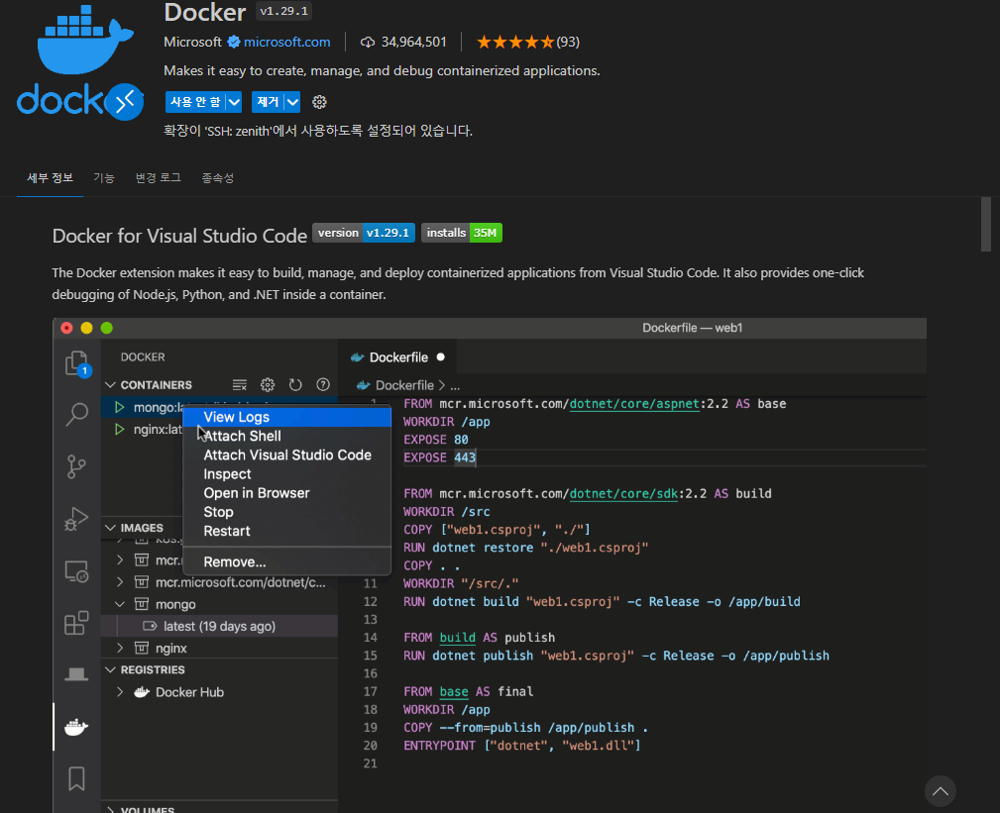 Docker v1.29.1
Microsoft microsoft.com 34,964,501 (93)
Makes it easy to create, manage, and debug containerized applications.
사용 안 함 제거
확장이 'SSH: zenith'에서 사용하도록 설정되어 있습니다.
세부 정보 기능 변경 로그 종속성
Docker for Visual Studio Code version v1.29.1 installs 35M
The Docker extension makes it easy to build, manage, and deploy containerized applications from Visual Studio Code. It also provides one-click
debugging of Node.js, Python, and .NET inside a container.
Dockerfile — web1
DOCKER
CONTAINERS
mongo:
nginx:lat
View Logs
Attach Shell
Attach Visual Studio Code
Inspect
Open in Browser
Stop
Restart
Remove...
IMAGES
mcr.
mcr.microsoft.com/dotnet/c...
mongo
latest (19 days ago)
nginx
REGISTRIES
Docker Hub
VOLUMES
1
Dockerfile
Dockerfile > ...
1 FROM mcr.microsoft.com/dotnet/core/aspnet:2.2 AS base
WORKDIR /app
EXPOSE 80
EXPOSE 443
FROM mcr.microsoft.com/dotnet/core/sdk:2.2 AS build
WORKDIR /src
COPY ["web1.csproj", "./"]
RUN dotnet restore "./web1.csproj"
COPY . .
11 WORKDIR "/src/."
12 RUN dotnet build "web1.csproj" -c Release -o /app/build
13
14 FROM build AS publish
15 RUN dotnet publish "web1.csproj" -c Release -o /app/publish
16
17 FROM base AS final
18 WORKDIR /app
19 COPY --from=publish /app/publish .
20 ENTRYPOINT ["dotnet", "web1.dll"]
21